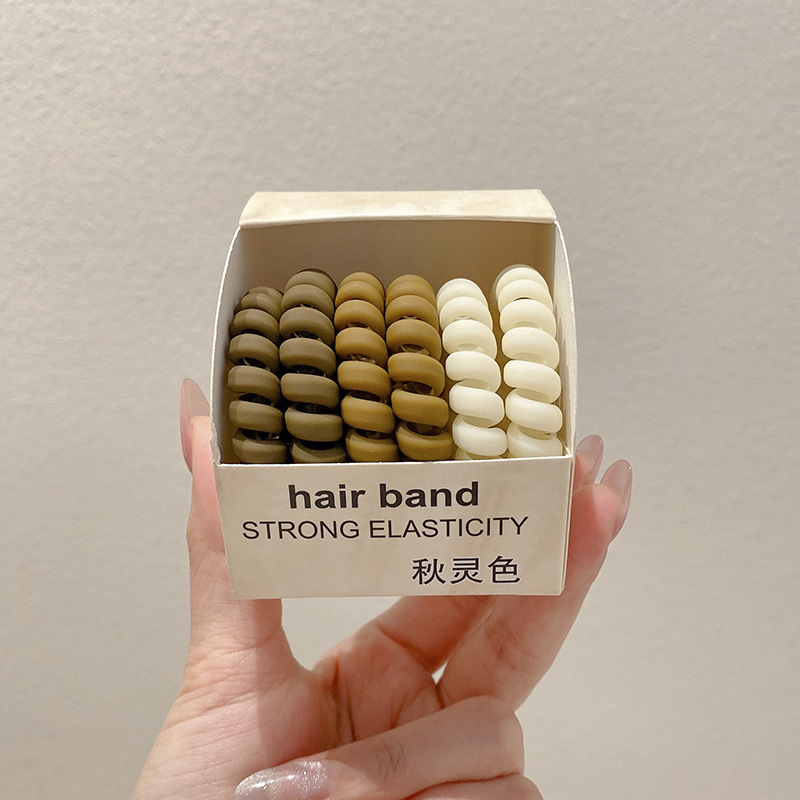 hair band
STRONG ELASTICITY
秋灵色